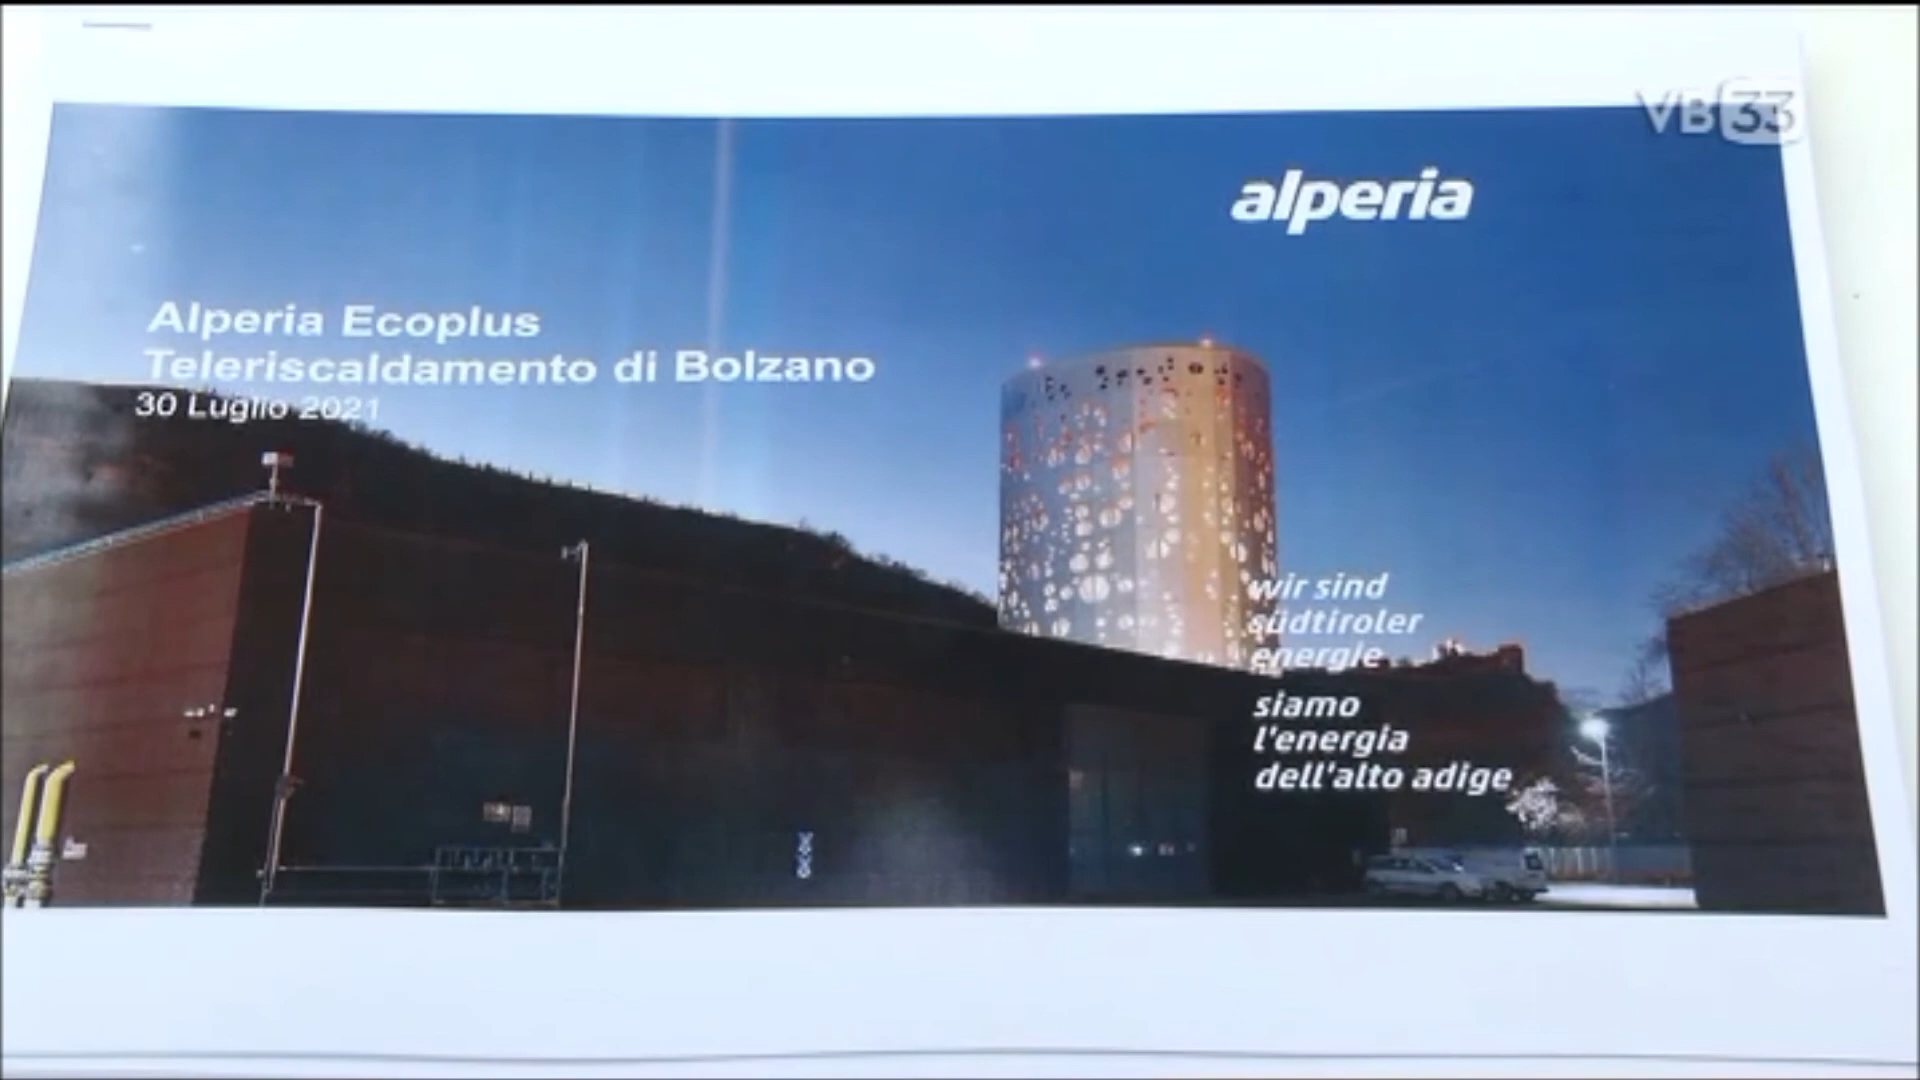 VB33
alperia
Alperia Ecoplus
Teleriscaldamento di Bolzano
30 Luglio 2021
wir sind
südtiroler
energie
siamo
l'energia
dell'alto adige